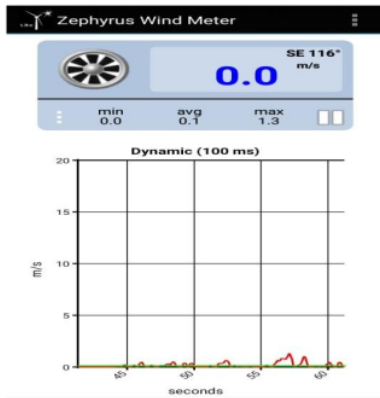 Zephyrus Wind Meter
SE 116°
0.0 m/s
min avg max
0.0 0.1 1.3
Dynamic (100 ms)
20
15
10
5
0
m/s
45 50 55 60
seconds